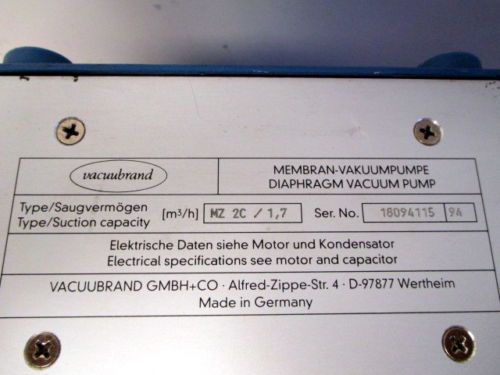 vacuubrand
MEMBRAN-VAKUUMPUMPE
DIAPHRAGM VACUUM PUMP
Type/Saugvermögen
Type/Suction capacity
[m³/h] MZ 2C / 1,7 Ser. No. 18094115 94
Elektrische Daten siehe Motor und Kondensator
Electrical specifications see motor and capacitor
VACUUBRAND GMBH+CO · Alfred-Zippe-Str. 4 · D-97877 Wertheim
Made in Germany